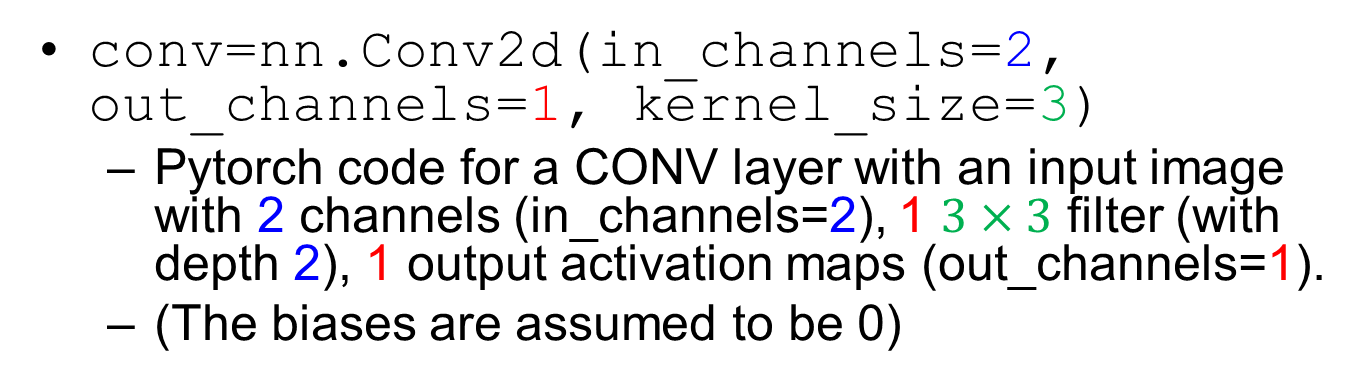 • conv=nn.Conv2d(in_channels=2,
out_channels=1, kernel_size=3)
– Pytorch code for a CONV layer with an input image
with 2 channels (in_channels=2), 1 3 × 3 filter (with
depth 2), 1 output activation maps (out_channels=1).
– (The biases are assumed to be 0)